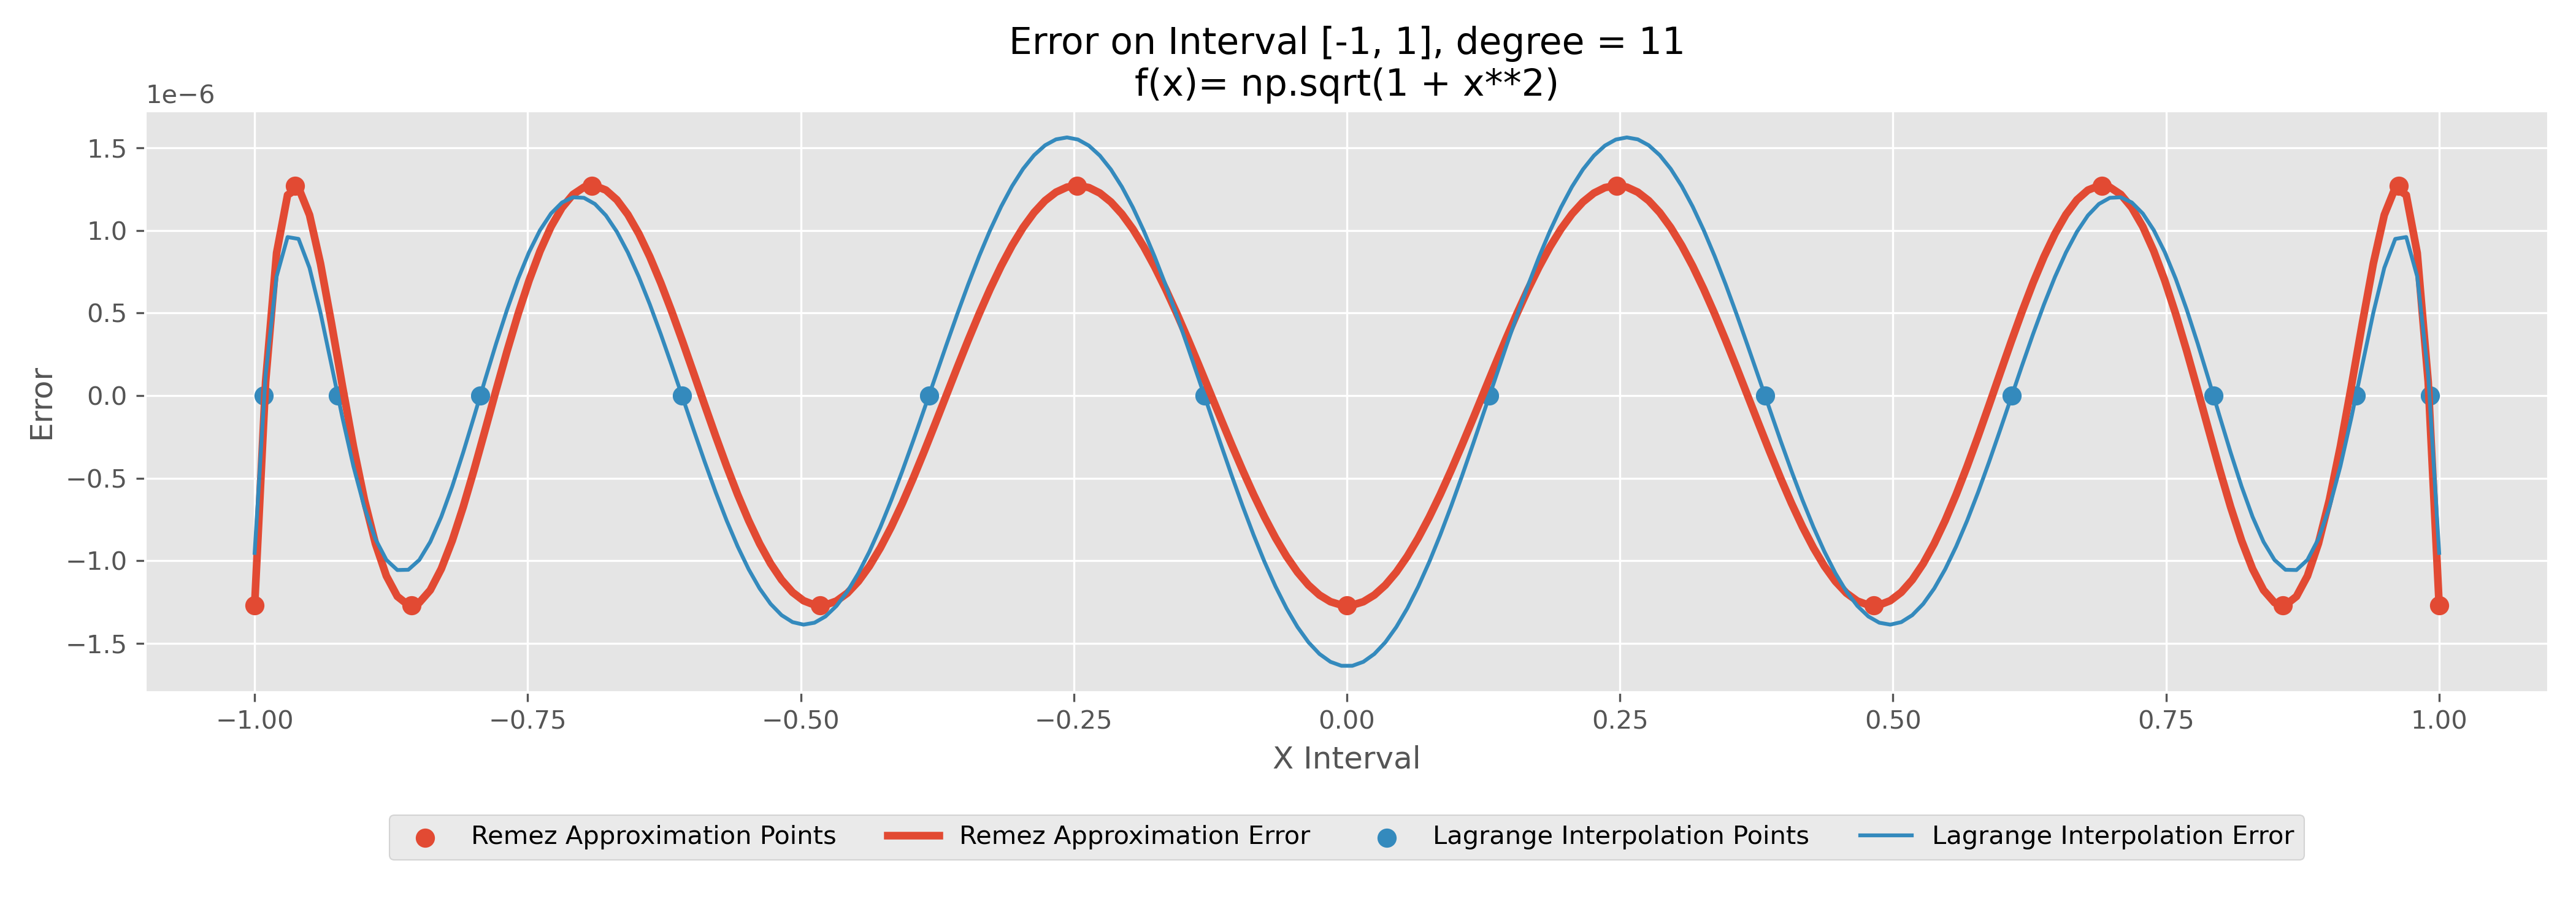 Error on Interval [-1, 1], degree = 11
f(x)= np.sqrt(1 + x**2)
1e−6
1.5
1.0
0.5
0.0
−0.5
−1.0
−1.5
Error
−1.00 −0.75 −0.50 −0.25 0.00 0.25 0.50 0.75 1.00
X Interval
Remez Approximation Points Remez Approximation Error Lagrange Interpolation Points Lagrange Interpolation Error